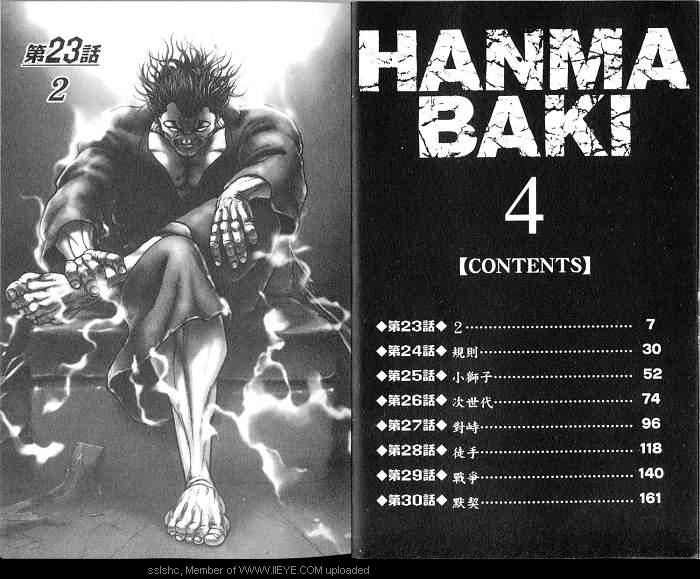 第23話
2
HANMA
BAKI
4
【CONTENTS】
◆第23話◆ 2 7
◆第24話◆ 規則 30
◆第25話◆ 小獅子 52
◆第26話◆ 次世代 74
◆第27話◆ 對峙 96
◆第28話◆ 徒手 118
◆第29話◆ 戰爭 140
◆第30話◆ 默契 161
sslshc, Member of WWW.IIEYE.COM uploaded